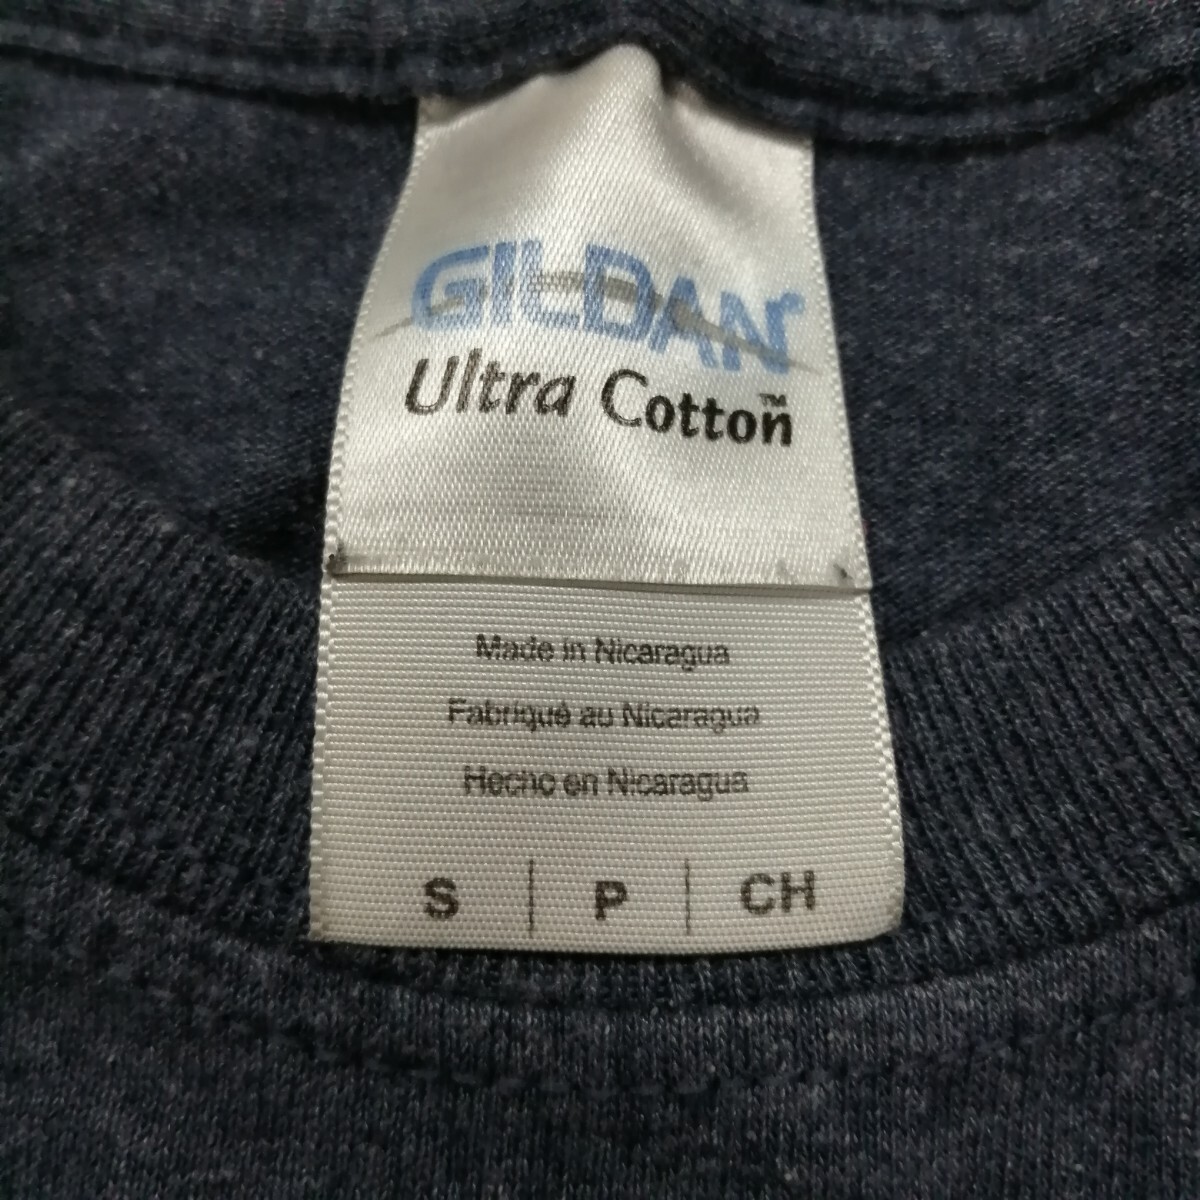 GILDAN
Ultra Cotton™
Made in Nicaragua
Fabriqué au Nicaragua
Hecho en Nicaragua
S | P | CH